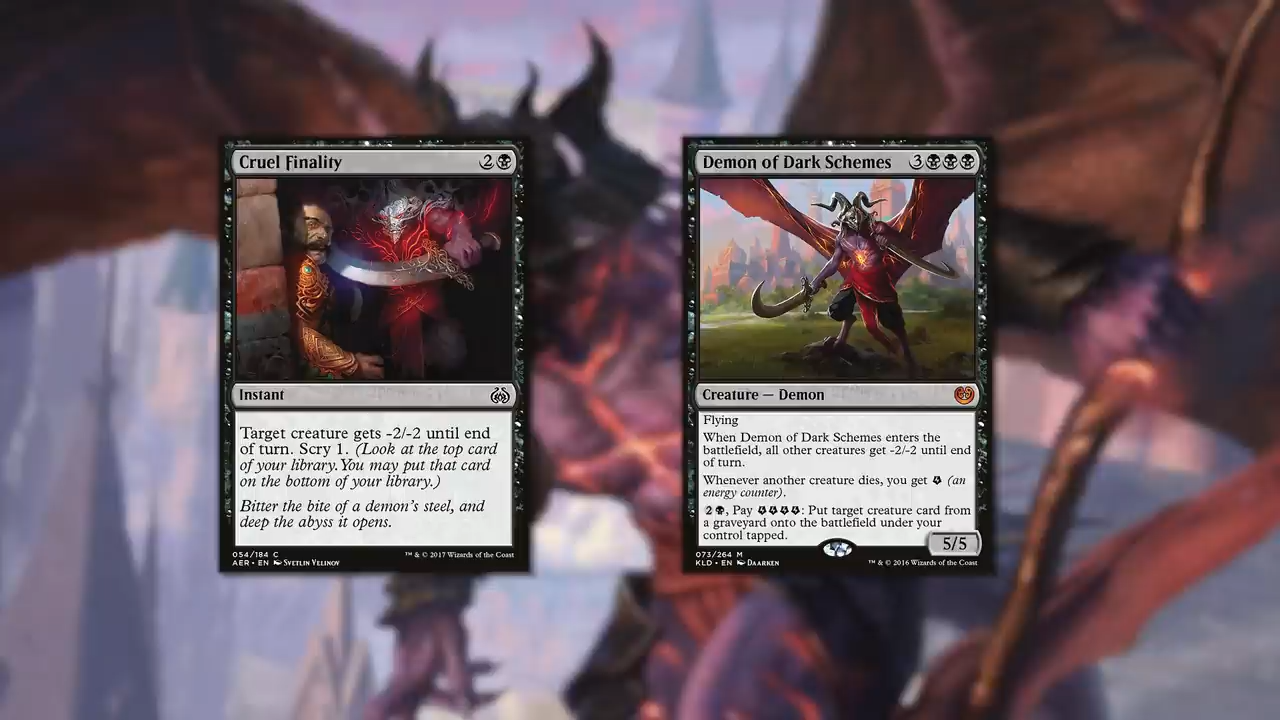 Cruel Finality 2
Instant
Target creature gets -2/-2 until end
of turn. Scry 1. (Look at the top card
of your library. You may put that card
on the bottom of your library.)
Bitter the bite of a demon's steel, and
deep the abyss it opens.
054/184 C
AER • EN Svetlin Velinov
™ & © 2017 Wizards of the Coast
Demon of Dark Schemes 3
Creature — Demon
Flying
When Demon of Dark Schemes enters the
battlefield, all other creatures get -2/-2 until end
of turn.
Whenever another creature dies, you get (an
energy counter).
2, Pay : Put target creature card from
a graveyard onto the battlefield under your
control tapped.
5/5
073/264 M
KLD • EN Daarken
™ & © 2016 Wizards of the Coast